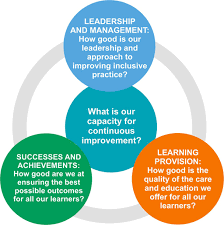 LEADERSHIP
AND MANAGEMENT:
How good is our
leadership and
approach to
improving inclusive
practice?
What is our
capacity for
continuous
improvement?
SUCCESSES AND
ACHIEVEMENTS:
How good are we at
ensuring the best
possible outcomes
for all our learners?
LEARNING
PROVISION:
How good is the
quality of the care
and education we
offer for all our
learners?